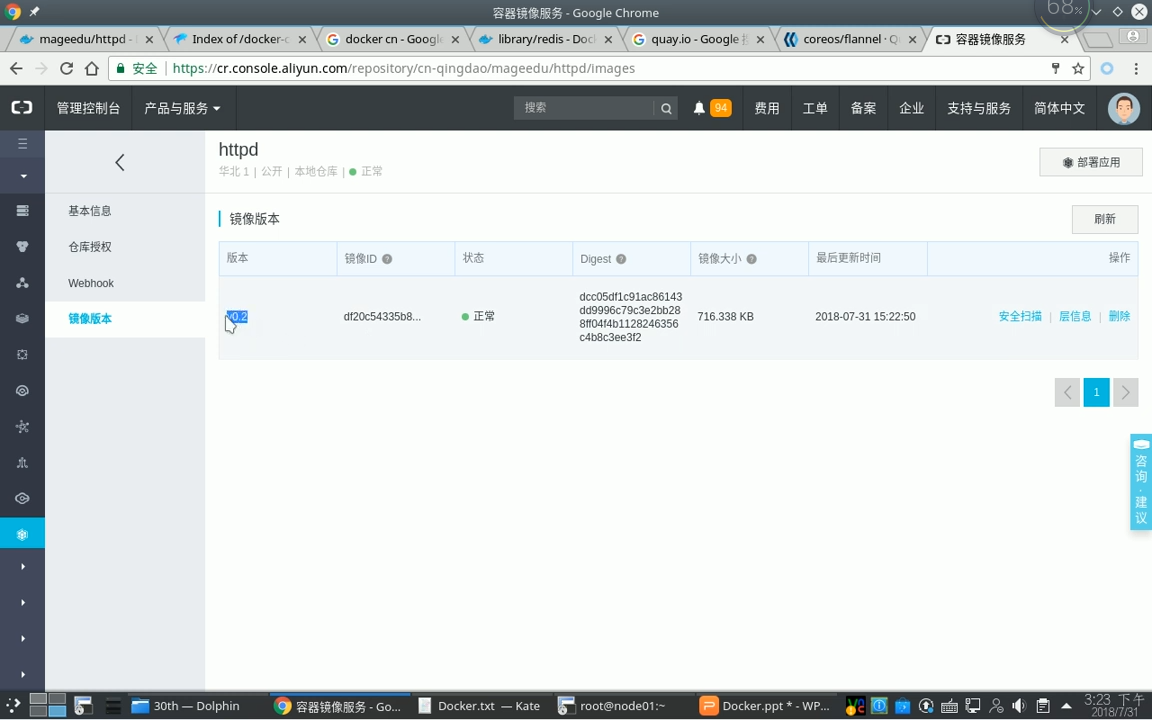 容器镜像服务 - Google Chrome
68%
mageedu/httpd -
Index of /docker-c
docker cn - Google
library/redis - Doc
quay.io - Google 搜
coreos/flannel · Q
容器镜像服务
安全 https://cr.console.aliyun.com/repository/cn-qingdao/mageedu/httpd/images
管理控制台 产品与服务 搜索 94 费用 工单 备案 企业 支持与服务 简体中文
httpd
华北 1 | 公开 | 本地仓库 | 正常
部署应用
基本信息
仓库授权
Webhook
镜像版本
镜像版本
刷新
版本 镜像ID 状态 Digest 镜像大小 最后更新时间 操作
v0.2 df20c54335b8... 正常
dcc05df1c91ac86143
dd9996c79c3e2bb28
8ff04f4b1128246356
c4b8c3ee3f2
716.338 KB 2018-07-31 15:22:50 安全扫描 | 层信息 | 删除
1
咨询·建议
30th — Dolphin
容器镜像服务 - Go...
Docker.txt — Kate
root@node01:~
Docker.ppt * - WP...
3:23 下午
2018/7/31